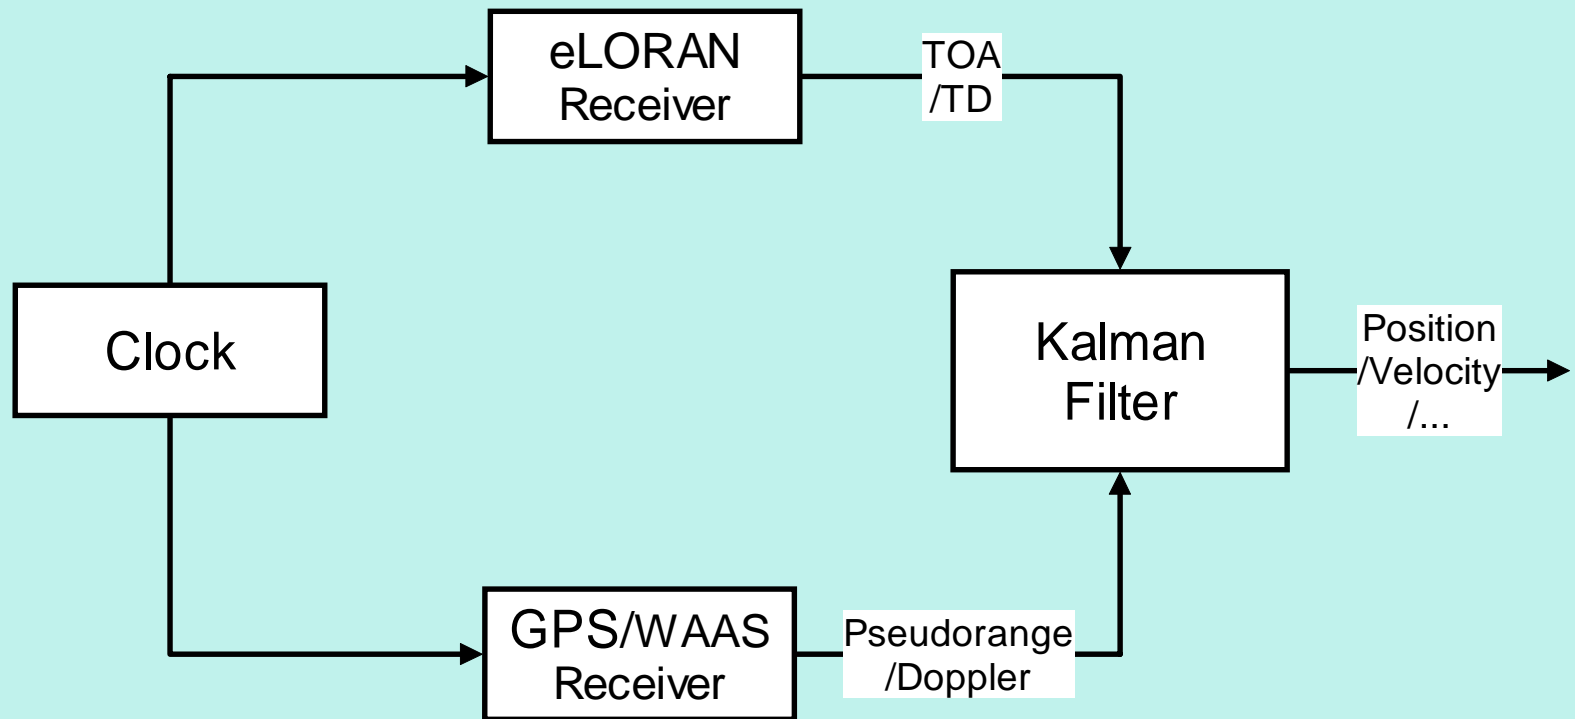 eLORAN
Receiver
TOA
/TD
Clock
Kalman
Filter
Position
/Velocity
/...
GPS/WAAS
Receiver
Pseudorange
/Doppler